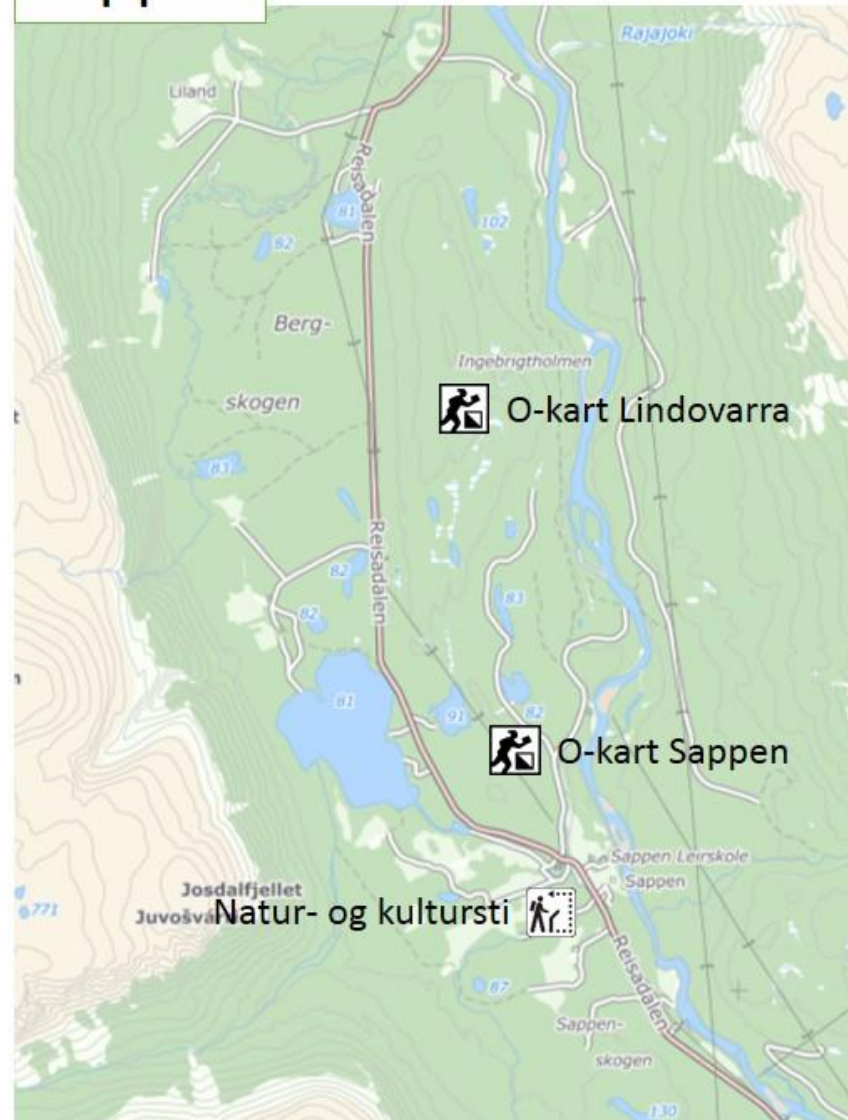 Rajajoki
Liland
Reisadalen
81
102
82
Berg-
skogen
Ingebrigtholmen
O-kart Lindovarra
83
Reisadalen
82
83
82
81
91
82
O-kart Sappen
Sappen Leirskole
Sappen
Josdalfjellet
771
Natur- og kultursti
87
Reisadalen
Sappen-
skogen
130